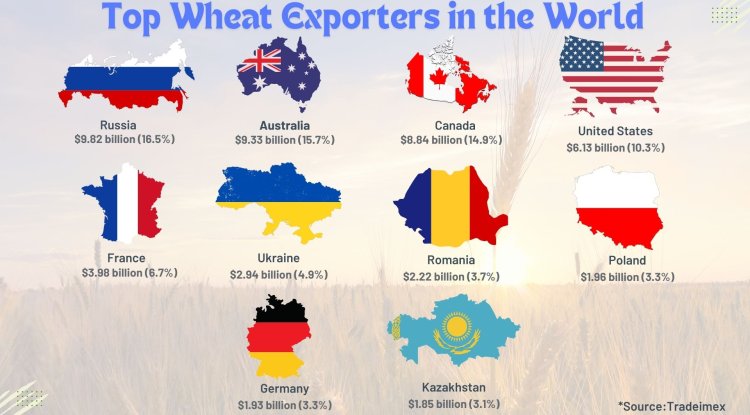 Top Wheat Exporters in the World
Russia
$9.82 billion (16.5%)
Australia
$9.33 billion (15.7%)
Canada
$8.84 billion (14.9%)
United States
$6.13 billion (10.3%)
France
$3.98 billion (6.7%)
Ukraine
$2.94 billion (4.9%)
Romania
$2.22 billion (3.7%)
Poland
$1.96 billion (3.3%)
Germany
$1.93 billion (3.3%)
Kazakhstan
$1.85 billion (3.1%)
*Source:Tradeimex